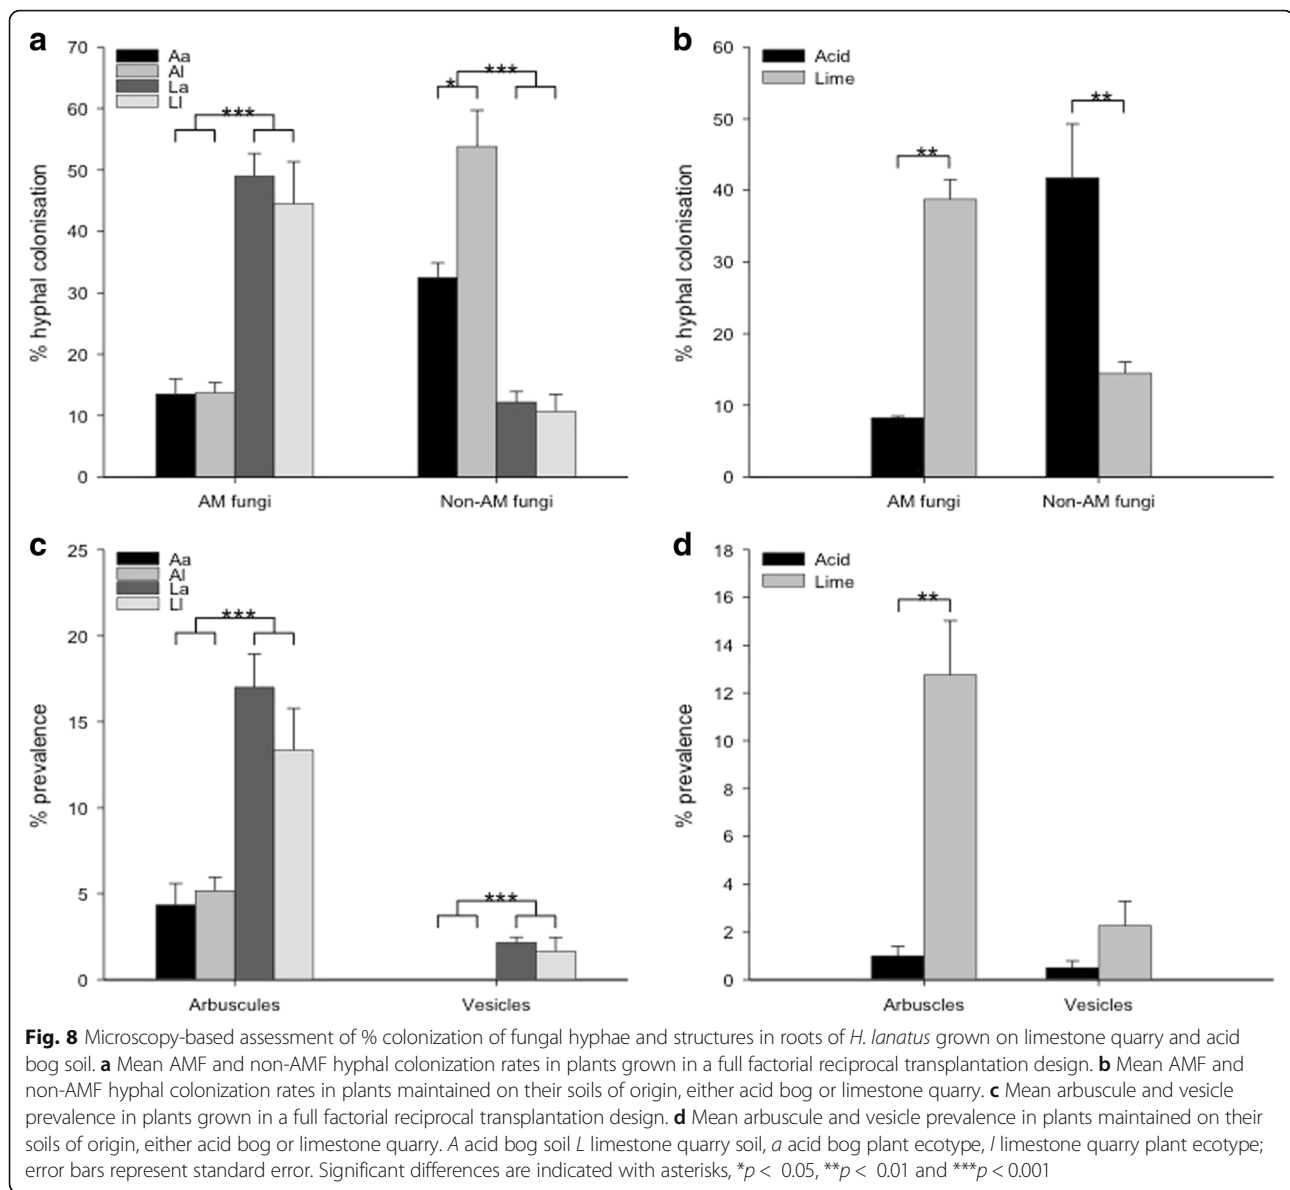 a
70
60
50
40
30
20
10
0
% hyphal colonisation
Aa
Al
La
Ll
***
*
***
AM fungi
Non-AM fungi
b
60
50
40
30
20
10
0
% hyphal colonisation
Acid
Lime
**
**
AM fungi
Non-AM fungi
c
25
20
15
10
5
0
% prevalence
Aa
Al
La
Ll
***
***
Arbuscules
Vesicles
d
18
16
14
12
10
8
6
4
2
0
% prevalence
Acid
Lime
**
Arbuscles
Vesicles
Fig. 8 Microscopy-based assessment of % colonization of fungal hyphae and structures in roots of H. lanatus grown on limestone quarry and acid
bog soil. a Mean AMF and non-AMF hyphal colonization rates in plants grown in a full factorial reciprocal transplantation design. b Mean AMF and
non-AMF hyphal colonization rates in plants maintained on their soils of origin, either acid bog or limestone quarry. c Mean arbuscule and vesicle
prevalence in plants grown in a full factorial reciprocal transplantation design. d Mean arbuscule and vesicle prevalence in plants maintained on their
soils of origin, either acid bog or limestone quarry. A acid bog soil L limestone quarry soil, a acid bog plant ecotype, l limestone quarry plant ecotype;
error bars represent standard error. Significant differences are indicated with asterisks, *p < 0.05, **p < 0.01 and ***p < 0.001